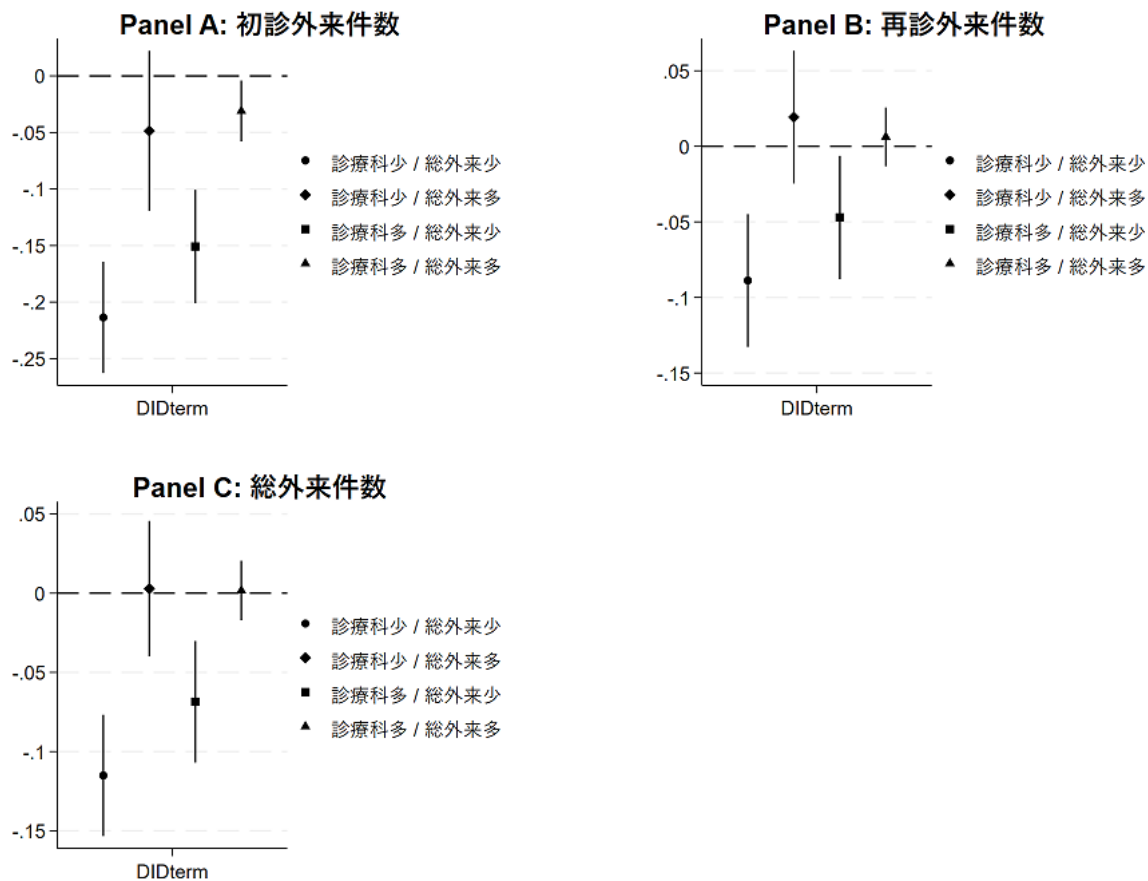 Panel A: 初診外来件数
0
-.05
-.1
-.15
-.2
-.25
DIDterm
診療科少 / 総外来少
診療科少 / 総外来多
診療科多 / 総外来少
診療科多 / 総外来多
Panel B: 再診外来件数
.05
0
-.05
-.1
-.15
DIDterm
診療科少 / 総外来少
診療科少 / 総外来多
診療科多 / 総外来少
診療科多 / 総外来多
Panel C: 総外来件数
.05
0
-.05
-.1
-.15
DIDterm
診療科少 / 総外来少
診療科少 / 総外来多
診療科多 / 総外来少
診療科多 / 総外来多